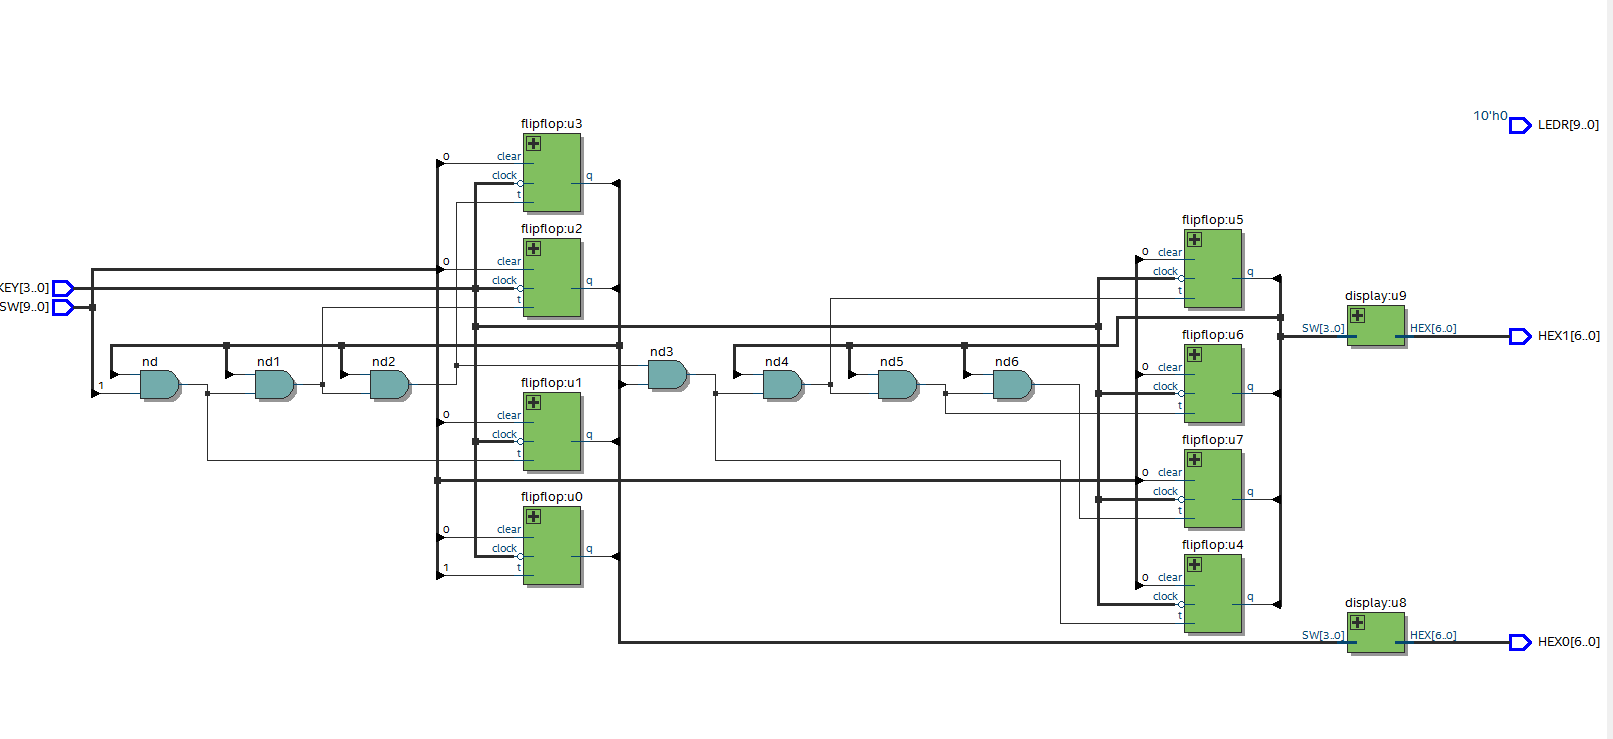 10'h0
LEDR[9..0]
flipflop:u3
0
clear
clock
t
q
flipflop:u2
0
clear
clock
t
q
flipflop:u5
0
clear
clock
t
q
KEY[3..0]
SW[9..0]
display:u9
SW[3..0]
HEX[6..0]
HEX1[6..0]
nd
1
nd1
nd2
nd3
nd4
nd5
nd6
flipflop:u6
0
clear
clock
t
q
flipflop:u1
0
clear
clock
t
q
flipflop:u7
0
clear
clock
t
q
flipflop:u0
0
clear
clock
1
t
q
flipflop:u4
0
clear
clock
t
q
display:u8
SW[3..0]
HEX[6..0]
HEX0[6..0]